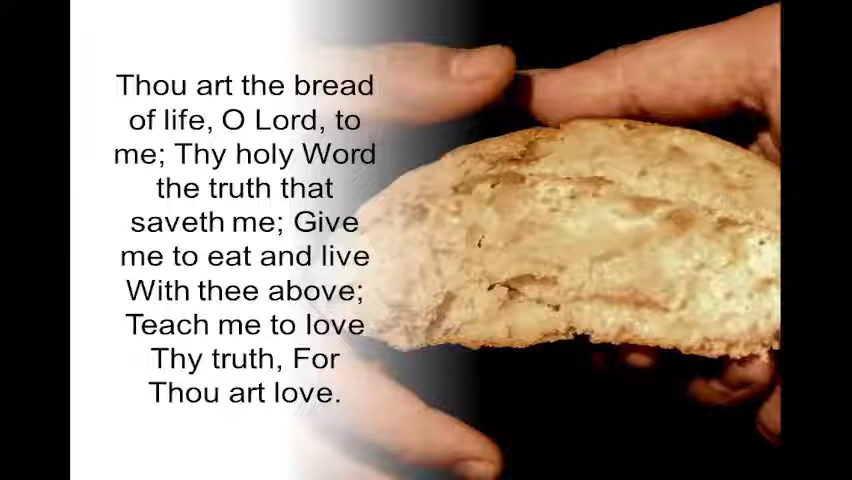 Thou art the bread
of life, O Lord, to
me; Thy holy Word
the truth that
saveth me; Give
me to eat and live
With thee above;
Teach me to love
Thy truth, For
Thou art love.